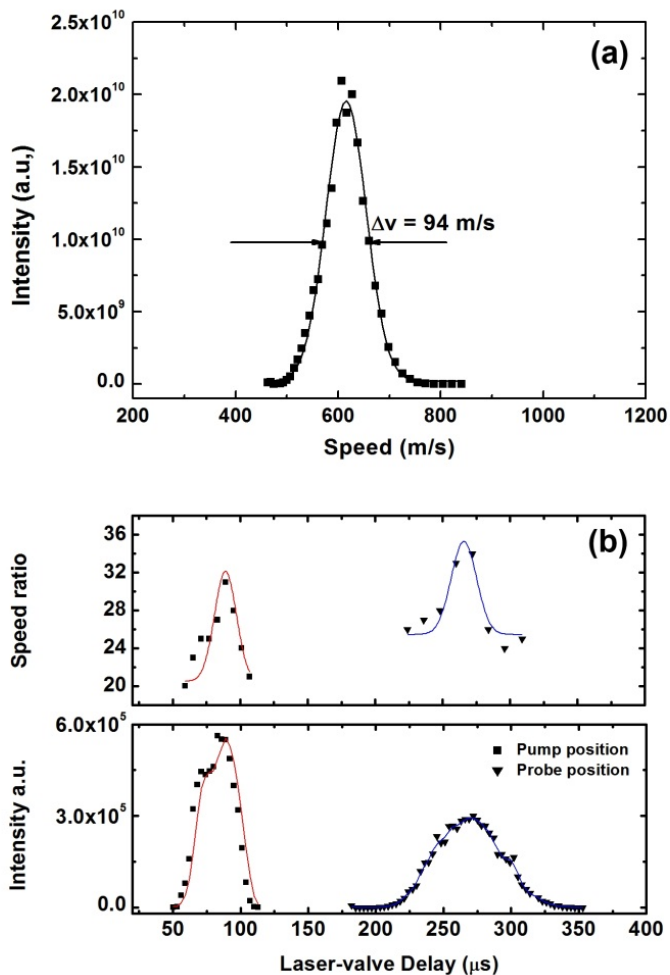 (a)
Intensity (a.u,)
2.5x10¹⁰
2.0x10¹⁰
1.5x10¹⁰
1.0x10¹⁰
5.0x10⁹
0.0
Δv = 94 m/s
200 400 600 800 1000 1200
Speed (m/s)
(b)
Speed ratio
36
32
28
24
20
Intensity a.u.
6.0x10⁵
3.0x10⁵
0.0
Pump position
Probe position
50 100 150 200 250 300 350 400
Laser-valve Delay (μs)